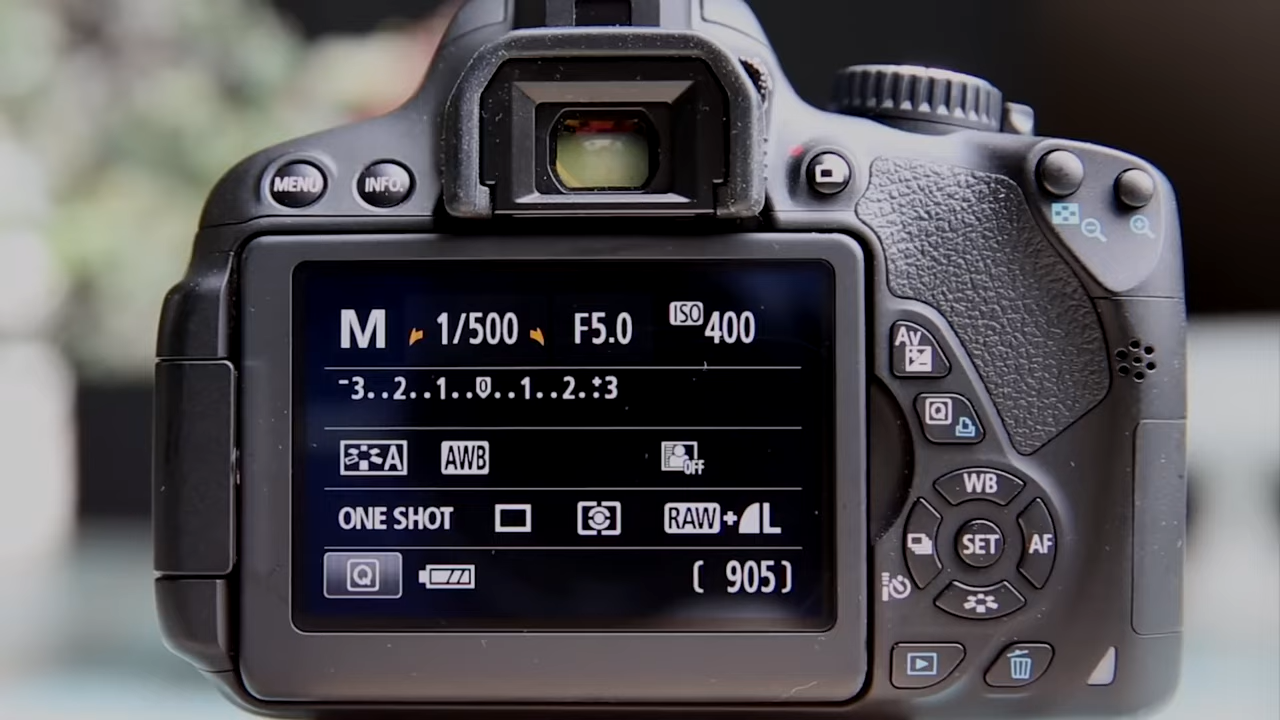 MENU INFO.
M 1/500 F5.0 ISO 400
-3..2..1..0..1..2.:+3
A AWB OFF
ONE SHOT RAW+L
Q [ 905]
Av
Q
WB
SET AF